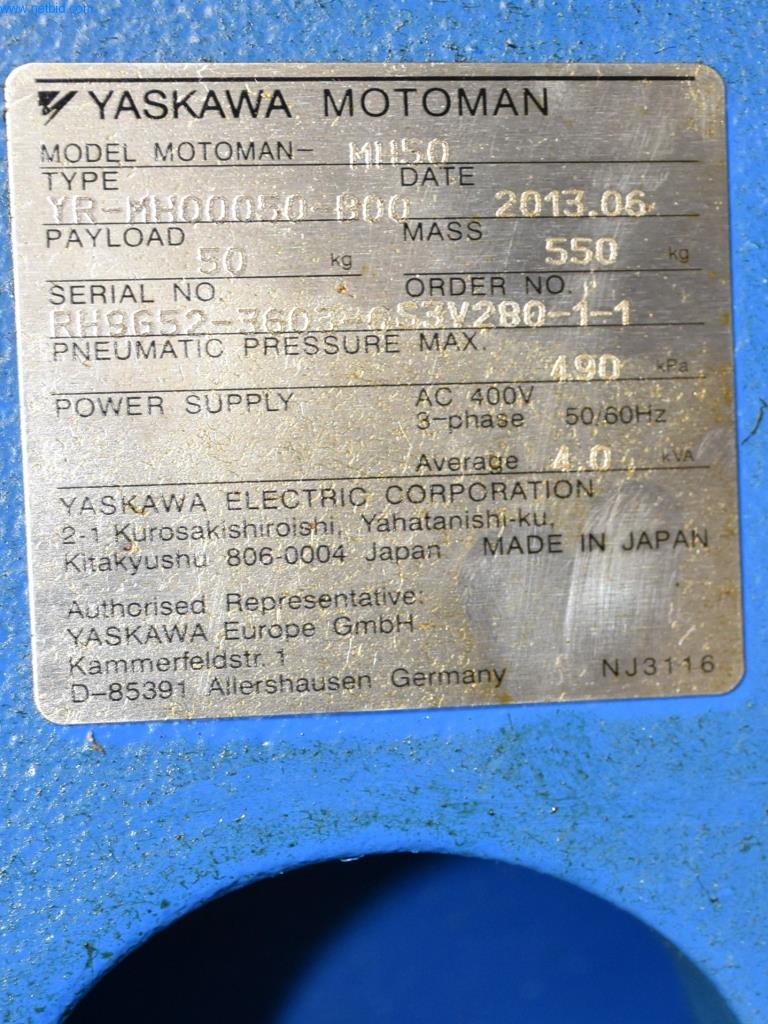 www.netbid.com
YASKAWA MOTOMAN
MODEL MOTOMAN- MH50
TYPE DATE
YR-MH00050-B00 2013.06
PAYLOAD MASS
50 kg 550 kg
SERIAL NO. ORDER NO.
S3V280-1-1
PNEUMATIC PRESSURE MAX.
490 kPa
POWER SUPPLY AC 400V
3-phase 50/60Hz
Average 4.0 kVA
YASKAWA ELECTRIC CORPORATION
2-1 Kurosakishiroishi, Yahatanishi-ku,
Kitakyushu 806-0004 Japan MADE IN JAPAN
Authorised Representative:
YASKAWA Europe GmbH
Kammerfeldstr. 1
D-85391 Allershausen Germany NJ3116